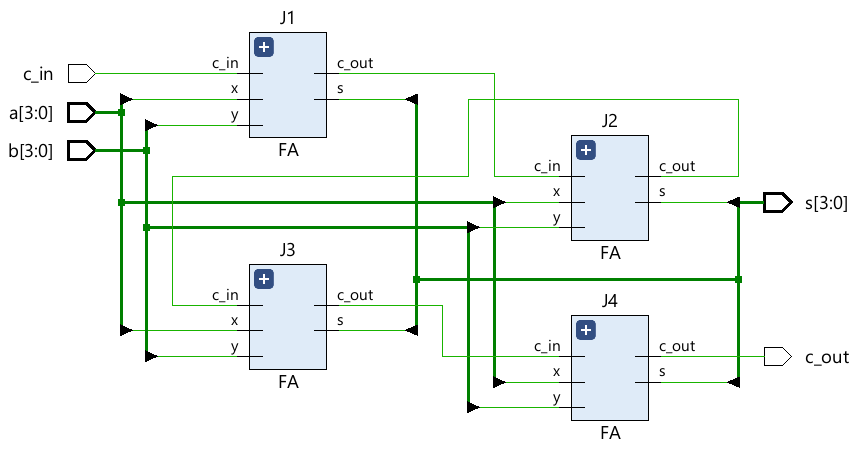 J1
c_in
c_in
c_out
a[3:0]
x
s
b[3:0]
y
FA
J2
c_in
c_out
x
s
s[3:0]
y
FA
J3
c_in
c_out
x
s
y
FA
J4
c_in
c_out
c_out
x
s
y
FA